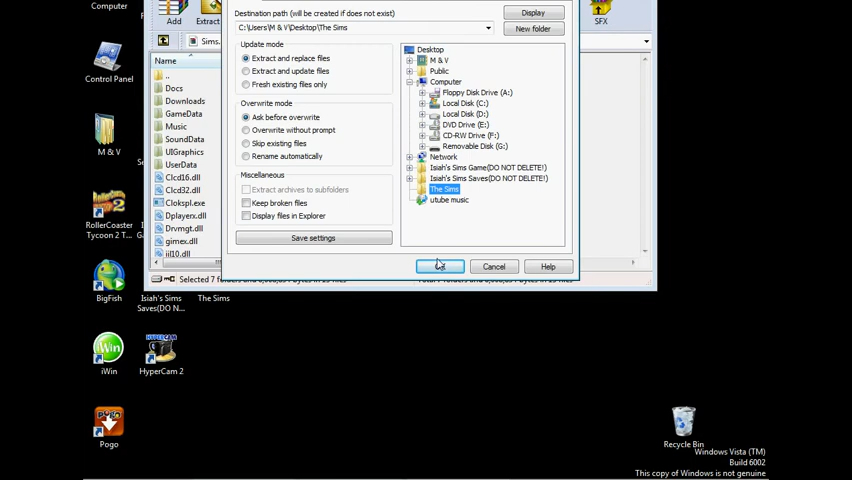 Computer
Add
Extract
SFX
Destination path (will be created if does not exist)
Display
C:\Users\M & V\Desktop\The Sims
New folder
Sims.
Update mode
Extract and replace files
Extract and update files
Fresh existing files only
Overwrite mode
Ask before overwrite
Overwrite without prompt
Skip existing files
Rename automatically
Miscellaneous
Extract archives to subfolders
Keep broken files
Display files in Explorer
Save settings
Desktop
M & V
Public
Computer
Floppy Disk Drive (A:)
Local Disk (C:)
Local Disk (D:)
DVD Drive (E:)
CD-RW Drive (F:)
Removable Disk (G:)
Network
Isiah's Sims Game(DO NOT DELETE!)
Isiah's Sims Saves(DO NOT DELETE!)
The Sims
utube music
Cancel
Help
Name
..
Docs
Downloads
GameData
Music
SoundData
UIGraphics
UserData
Clcd16.dll
Clcd32.dll
Clokspl.exe
Dplayerx.dll
Drvmgt.dll
gimex.dll
Control Panel
M & V
RollerCoaster
Tycoon 2 T...
BigFish
Isiah's Sims
Saves(DO N...
The Sims
iWin
HyperCam 2
Pogo
Recycle Bin
Windows Vista (TM)
Build 6002
This copy of Windows is not genuine